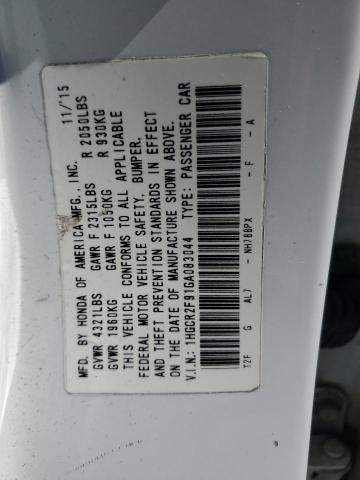 MFD. BY HONDA OF AMERICA MFG., INC. 11/'15
GVWR 4321LBS GAWR F 2315LBS R 2050LBS
GVWR 1960KG GAWR F 1050KG R 930KG
THIS VEHICLE CONFORMS TO ALL APPLICABLE
FEDERAL MOTOR VEHICLE SAFETY, BUMPER,
AND THEFT PREVENTION STANDARDS IN EFFECT
ON THE DATE OF MANUFACTURE SHOWN ABOVE.
V.I.N.: 1HGCR2F91GA083044 TYPE: PASSENGER CAR
T2F G AL7 - NH788PX - F - A